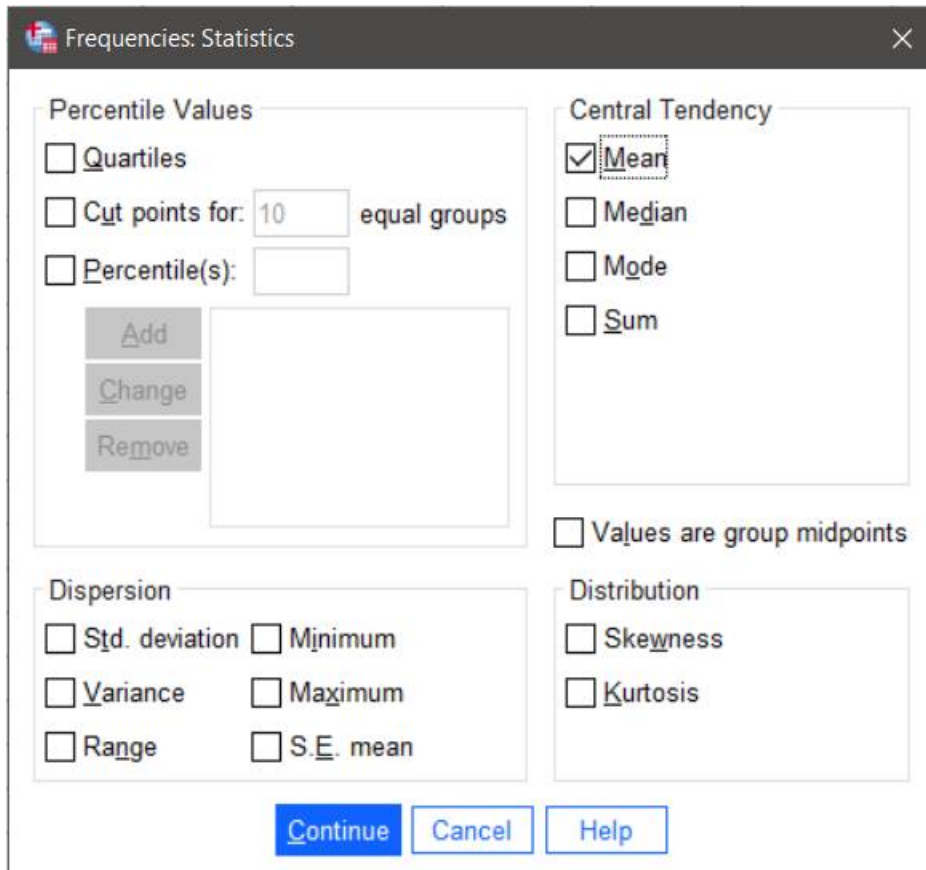 Frequencies: Statistics
Percentile Values
Quartiles
Cut points for: 10 equal groups
Percentile(s):
Add
Change
Remove
Central Tendency
Mean
Median
Mode
Sum
Values are group midpoints
Dispersion
Std. deviation Minimum
Variance Maximum
Range S.E. mean
Distribution
Skewness
Kurtosis
Continue Cancel Help